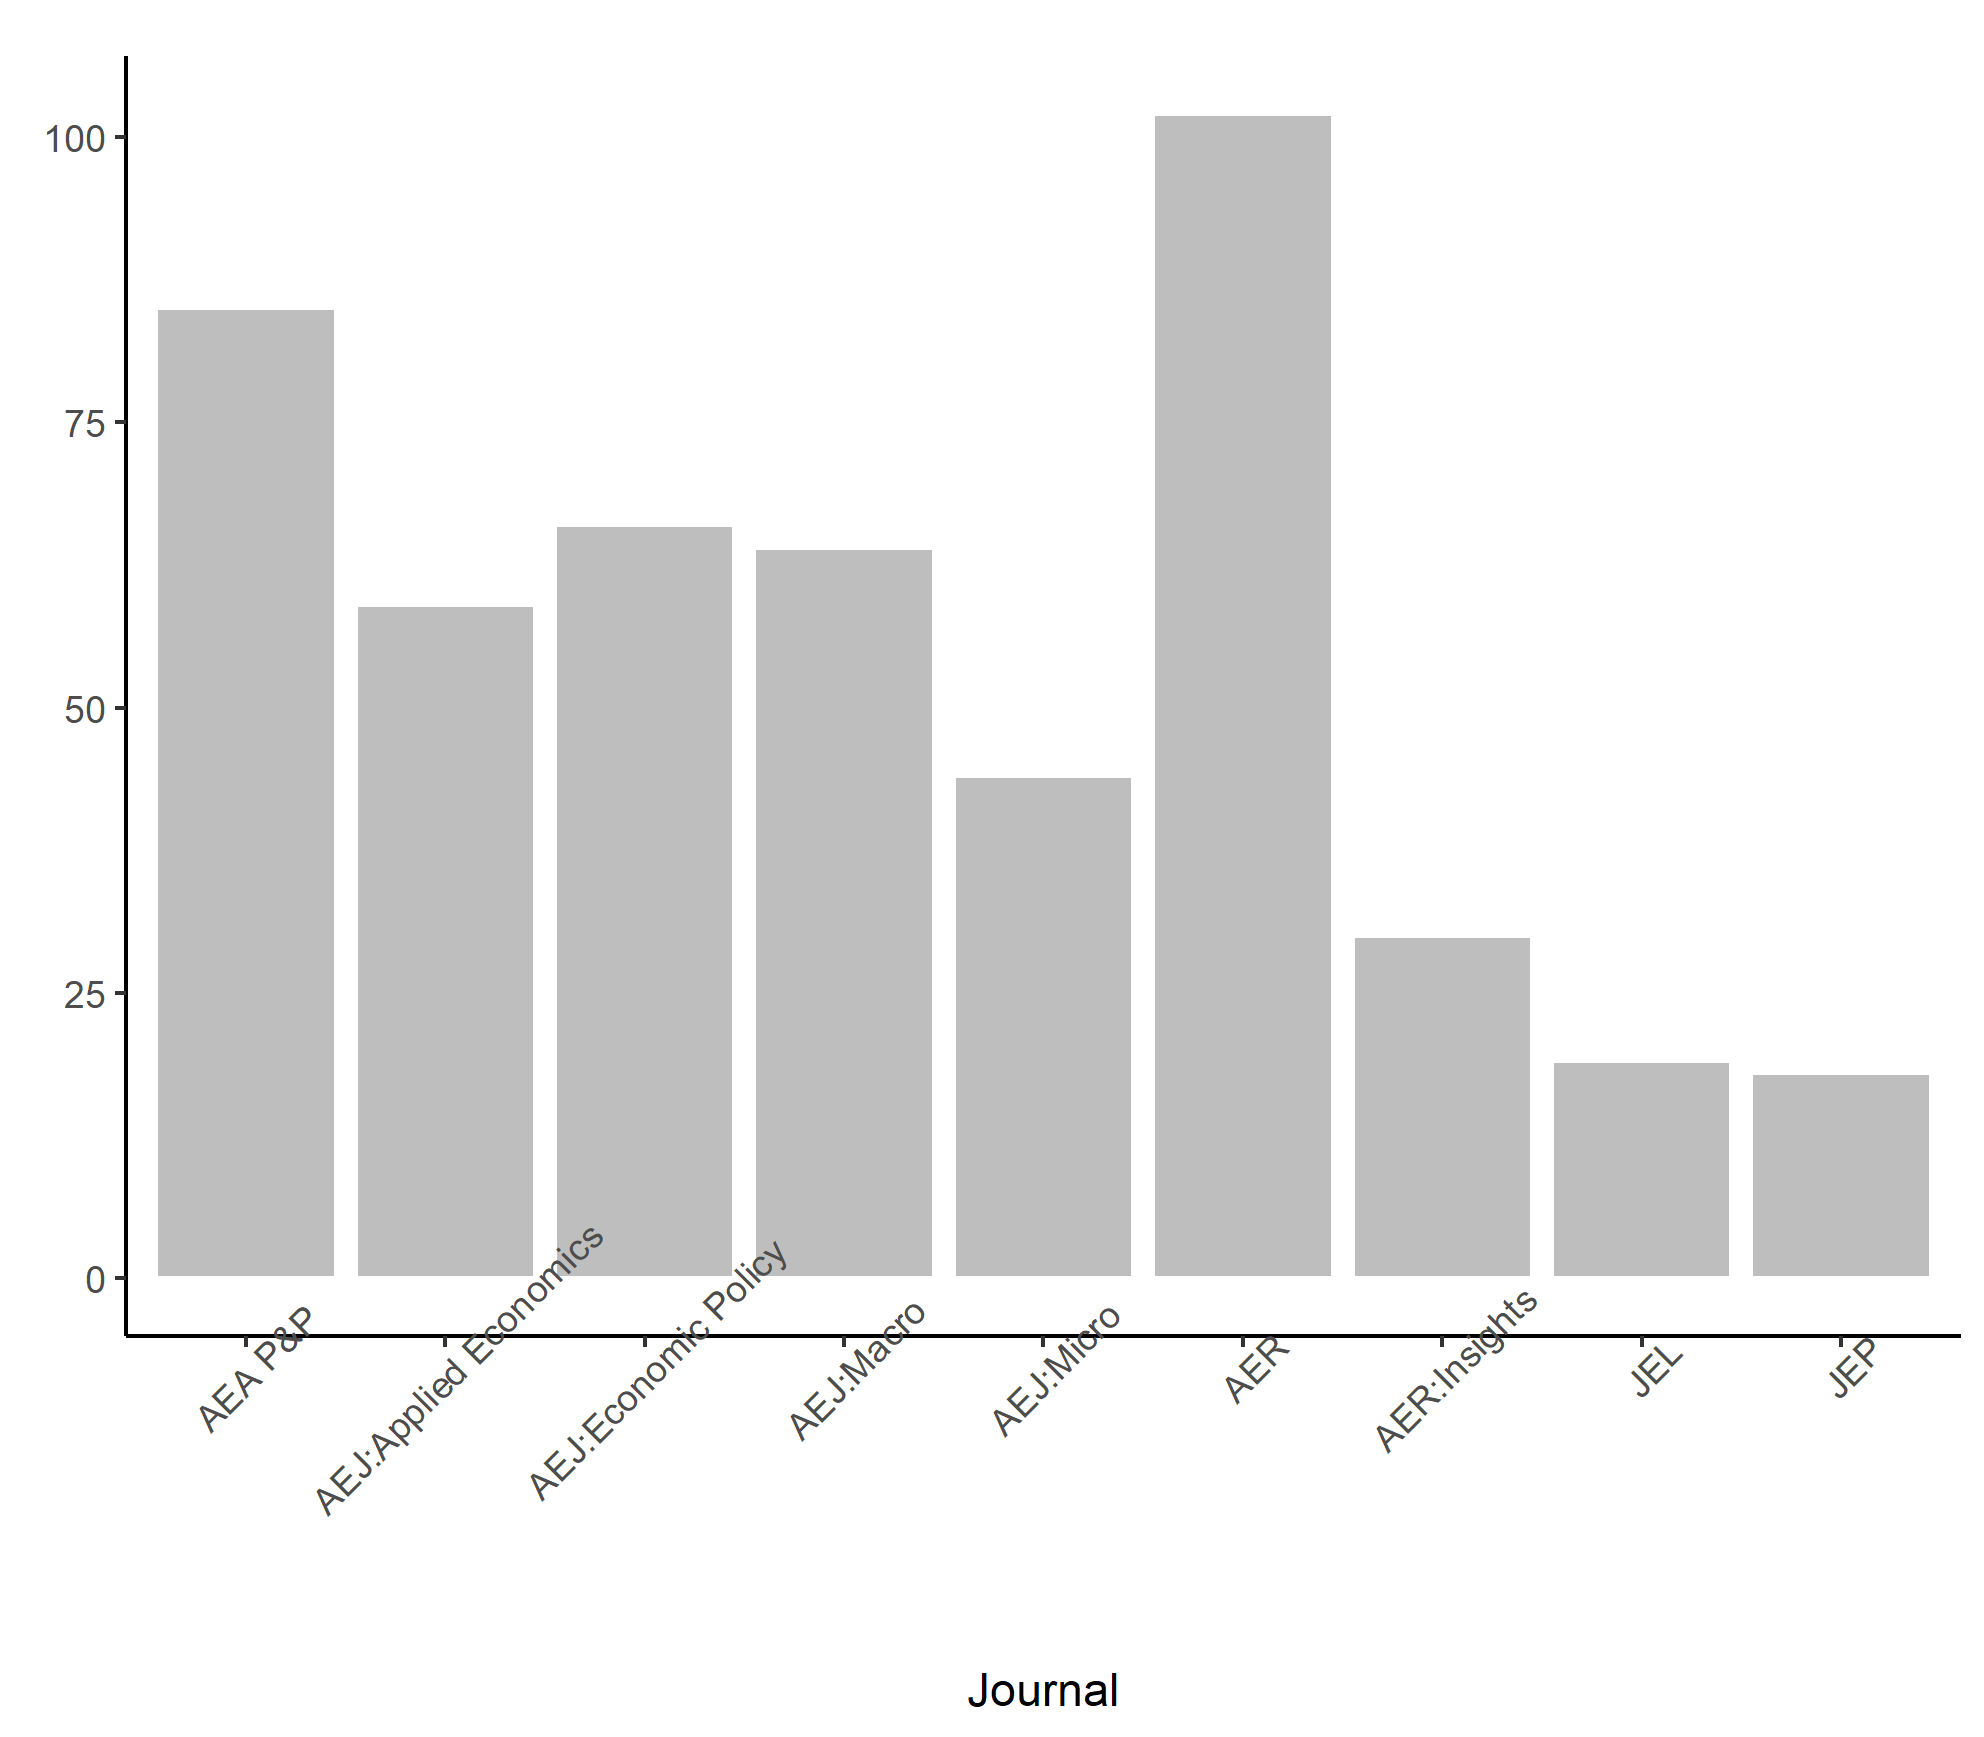 100
75
50
25
0
AEA P&P
AEJ:Applied Economics
AEJ:Economic Policy
AEJ:Macro
AEJ:Micro
AER
AER:Insights
JEL
JEP
Journal